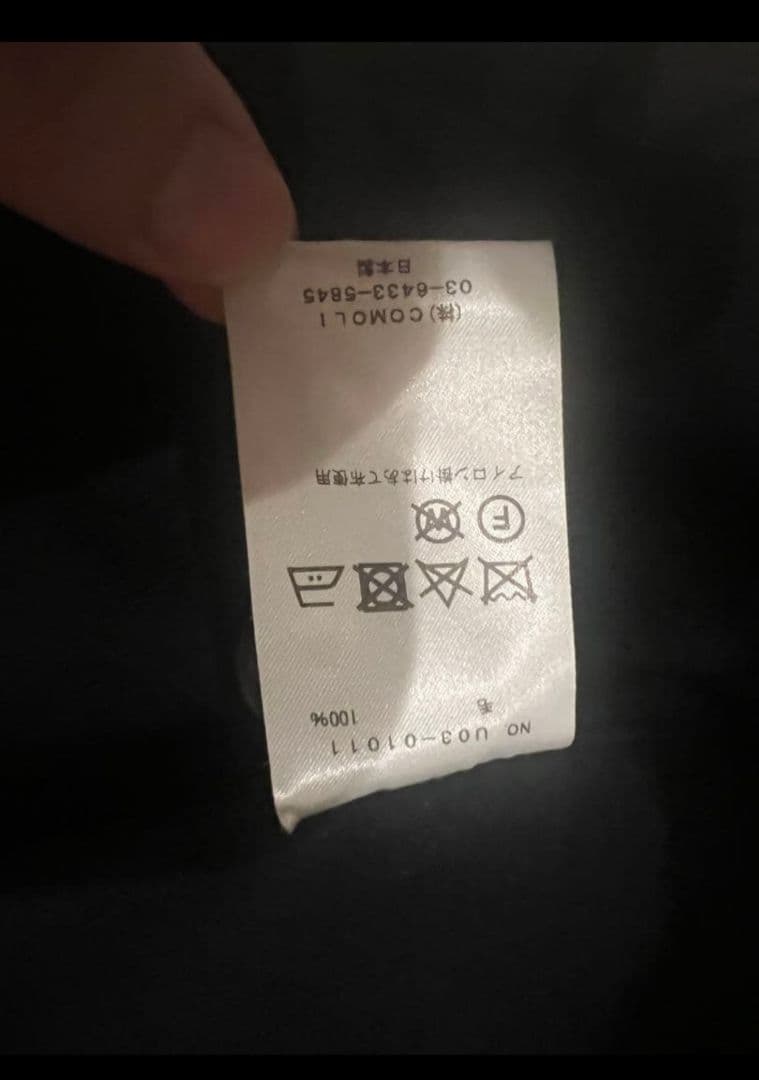 NO U03-01011
毛 100%
F W
アイロン掛けはあて布使用
(株)COMOLI
03-6433-5845
日本製